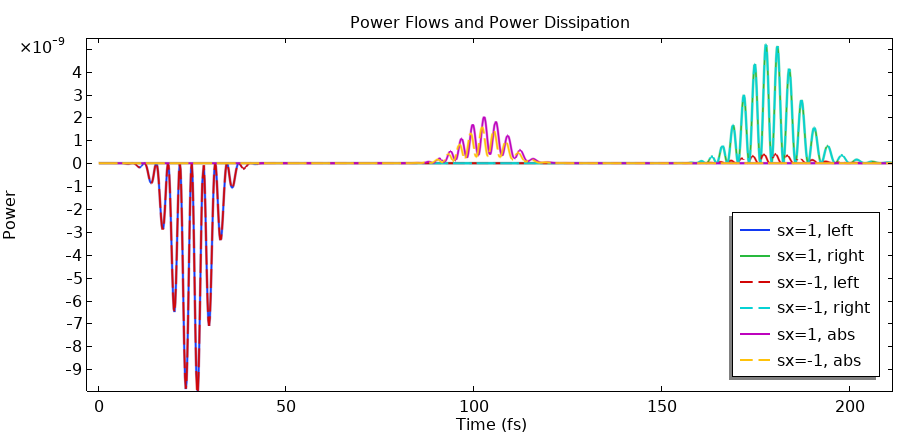 Power Flows and Power Dissipation
×10⁻⁹
4
3
2
1
0
-1
-2
-3
-4
-5
-6
-7
-8
-9
Power
sx=1, left
sx=1, right
sx=-1, left
sx=-1, right
sx=1, abs
sx=-1, abs
0 50 100 150 200
Time (fs)